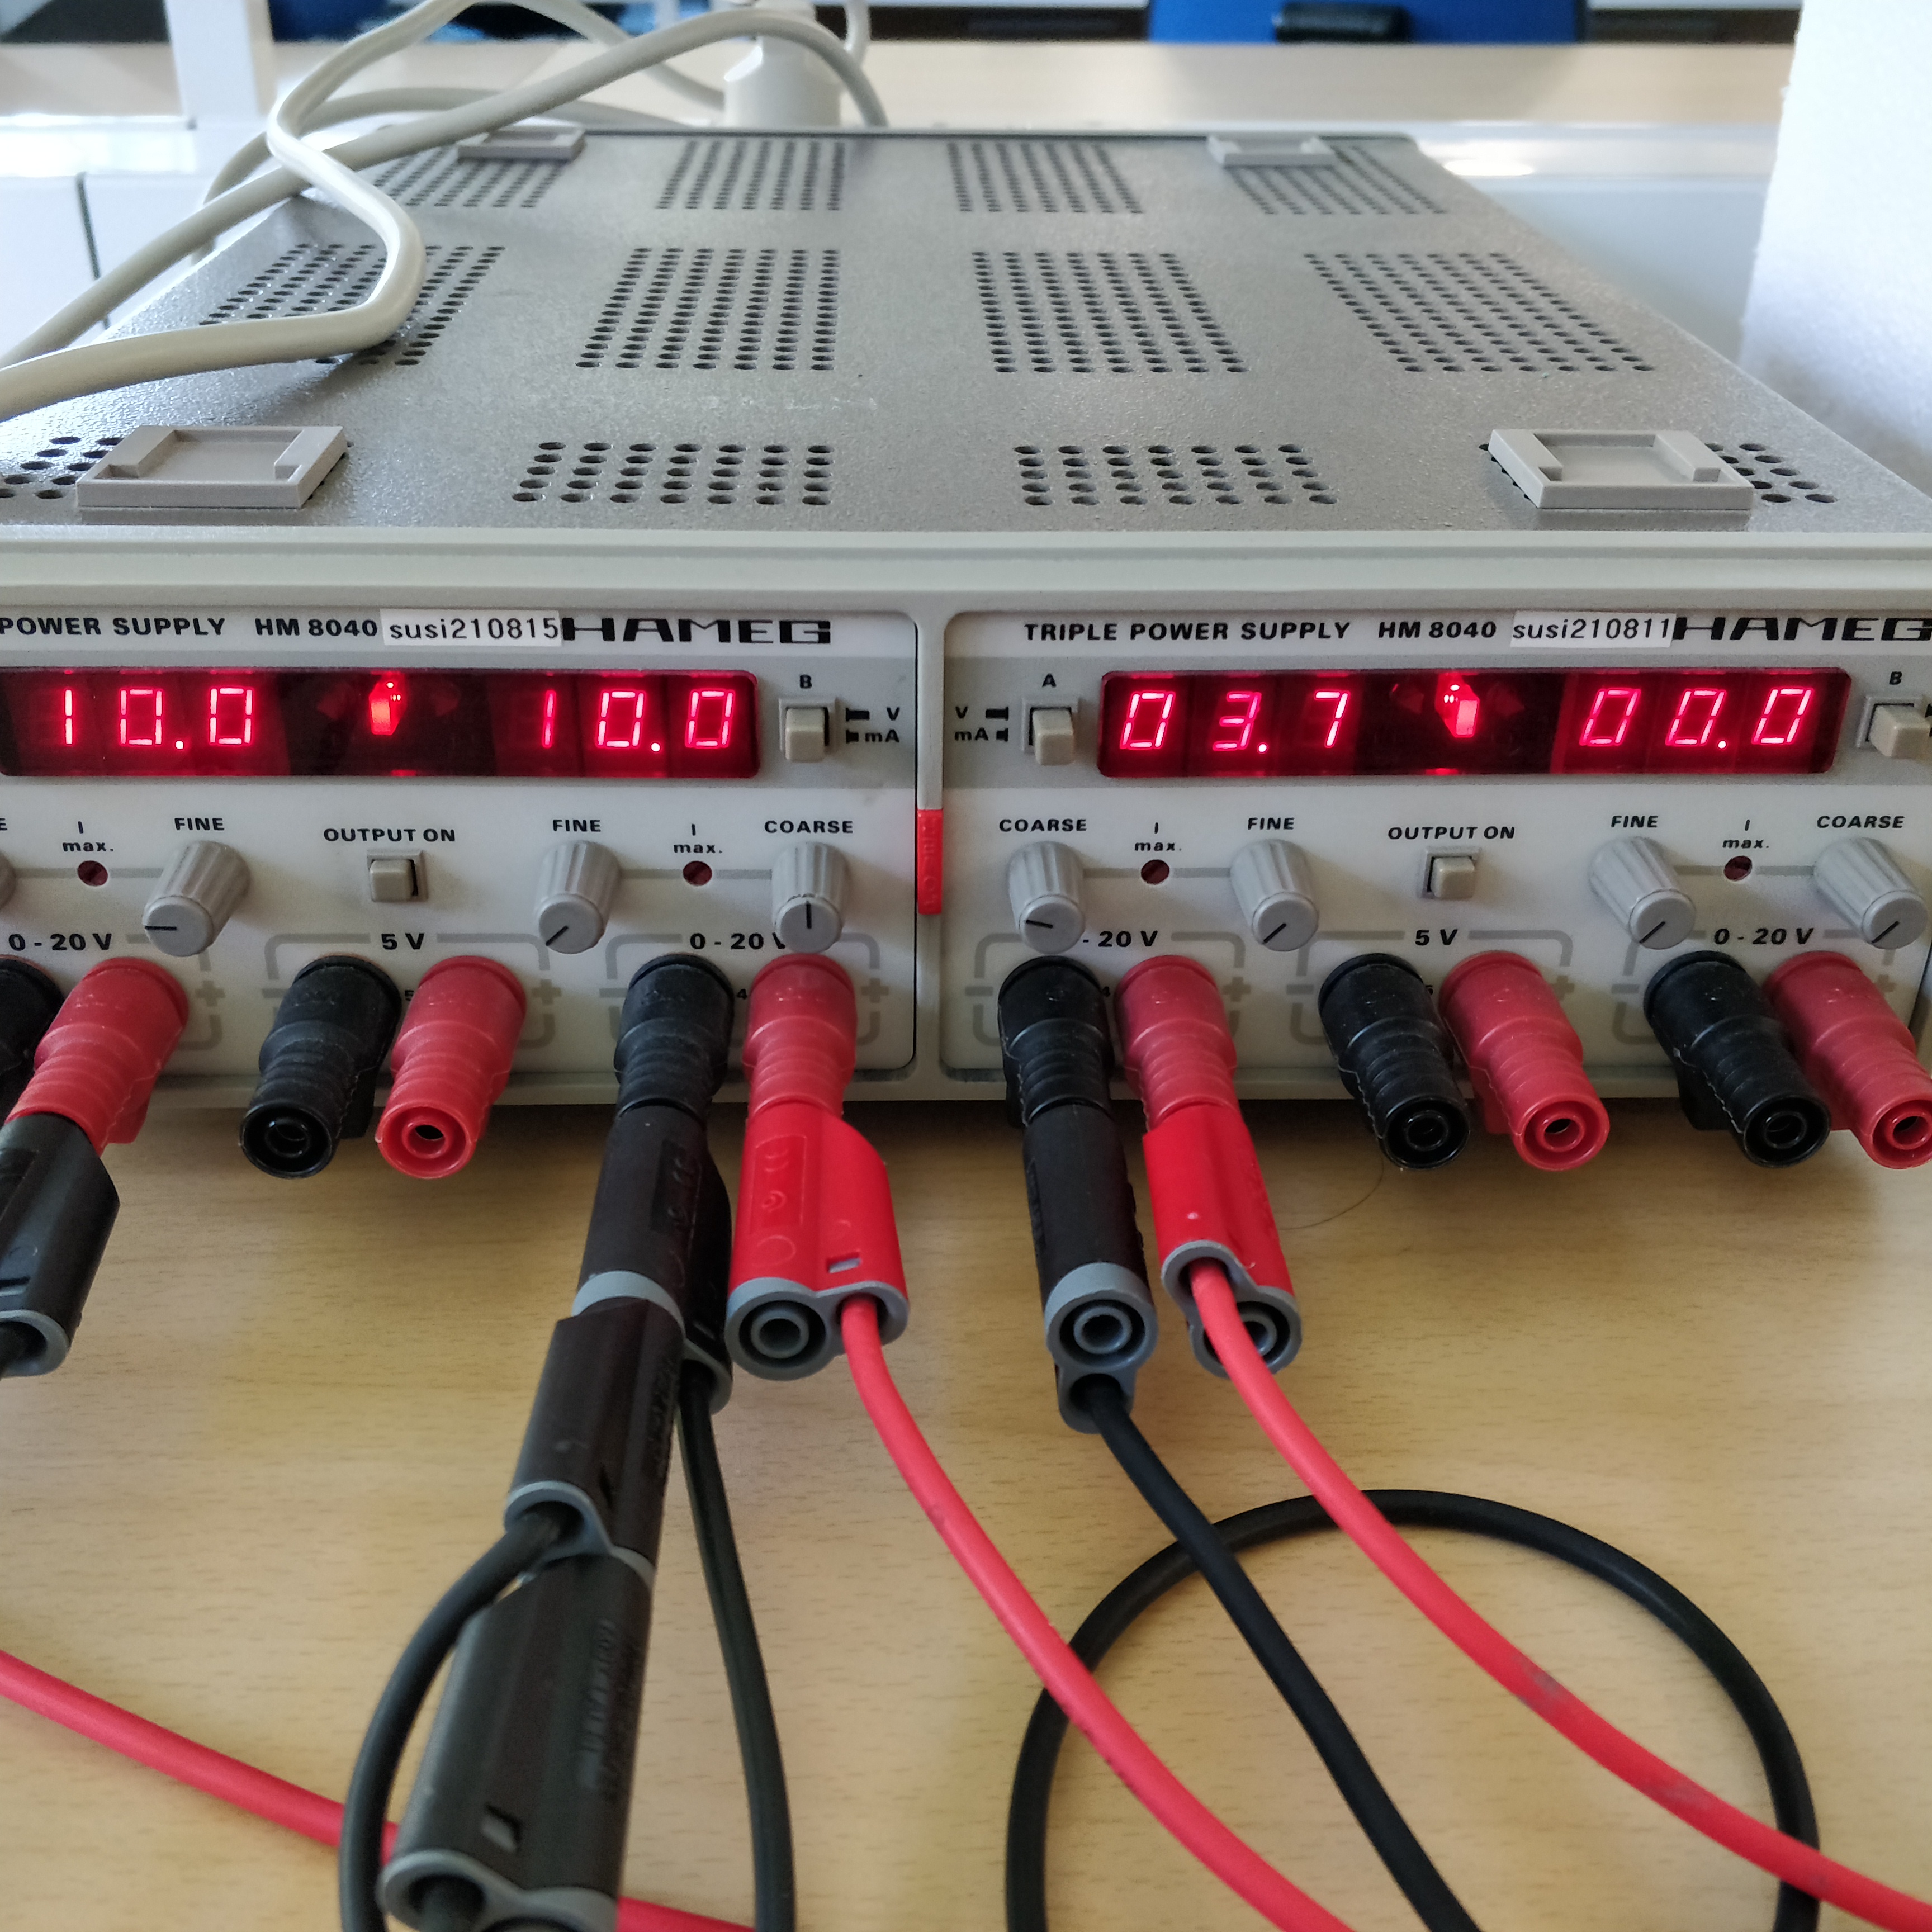 POWER SUPPLY HM 8040 susi210815 HAMEG
10.0 10.0 B V
mA
I
max. FINE OUTPUT ON FINE I
max. COARSE
0 - 20 V 5 V 0 - 20 V
TRIPLE POWER SUPPLY HM 8040 susi210811 HAMEG
A V
mA 03.7 00.0 B
COARSE I
max. FINE OUTPUT ON FINE I
max. COARSE
- 20 V 5 V 0 - 20 V